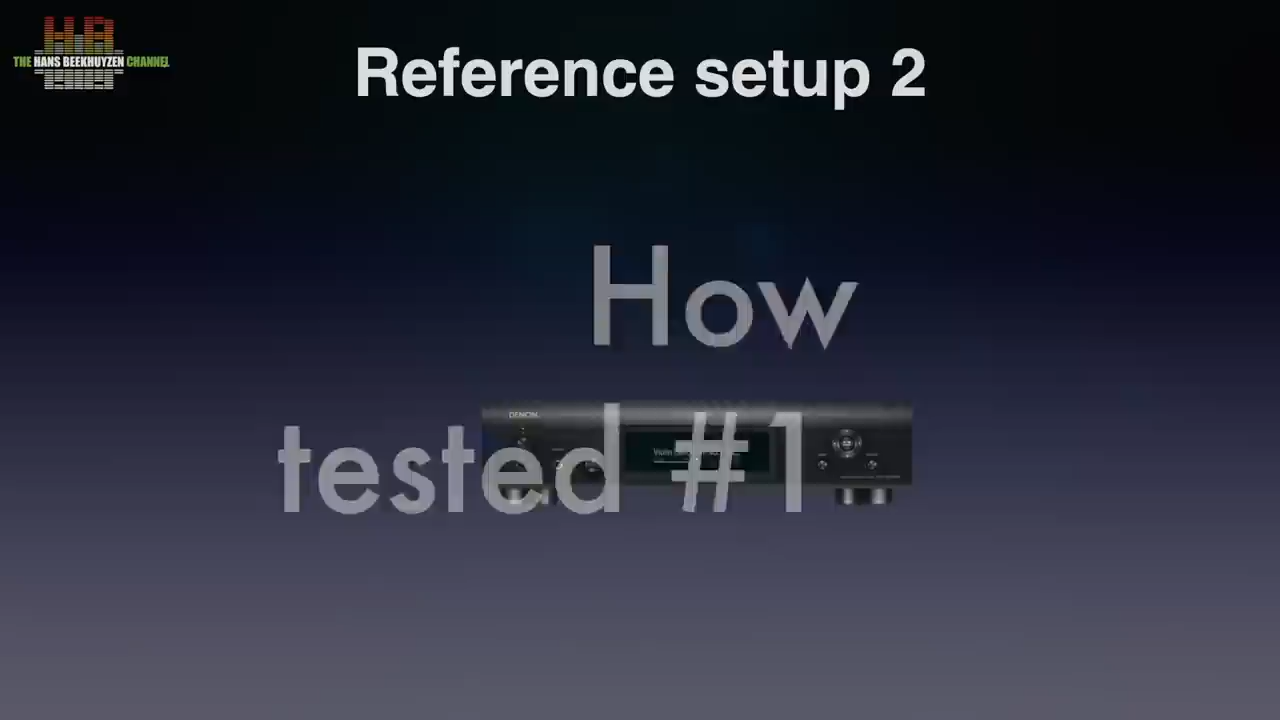 THE HANS BEEKHUYZEN CHANNEL
Reference setup 2
How
tested #1
DENON